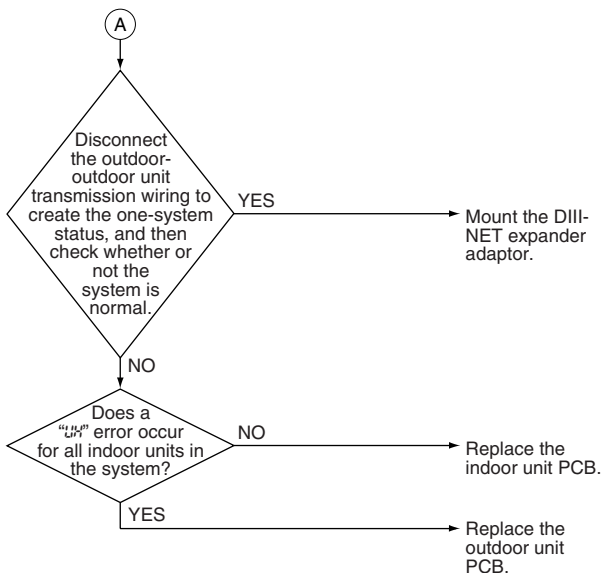 A
Disconnect
the outdoor-
outdoor unit
transmission wiring to
create the one-system
status, and then
check whether or
not the
system is
normal.
YES
Mount the DIII-
NET expander
adaptor.
NO
Does a
“UH” error occur
for all indoor units in
the system?
NO
Replace the
indoor unit PCB.
YES
Replace the
outdoor unit
PCB.